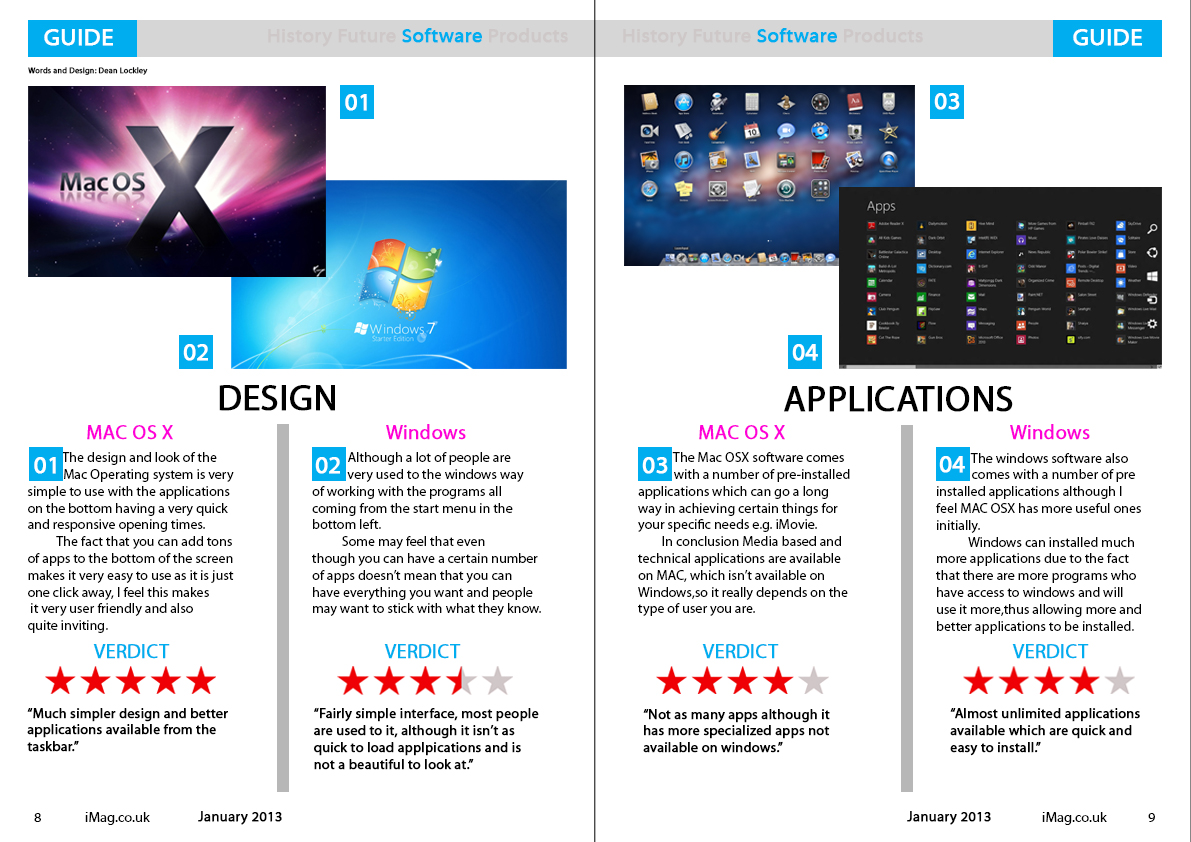 GUIDE
History Future Software Products
Words and Design: Dean Lockley
01
Mac OS X
Windows 7
Starter Edition
02
DESIGN
MAC OS X
01 The design and look of the
Mac Operating system is very
simple to use with the applications
on the bottom having a very quick
and responsive opening times.
The fact that you can add tons
of apps to the bottom of the screen
makes it very easy to use as it is just
one click away, I feel this makes
it very user friendly and also
quite inviting.
VERDICT
“Much simpler design and better
applications available from the
taskbar.”
Windows
02 Although a lot of people are
very used to the windows way
of working with the programs all
coming from the start menu in the
bottom left.
Some may feel that even
though you can have a certain number
of apps doesn’t mean that you can
have everything you want and people
may want to stick with what they know.
VERDICT
“Fairly simple interface, most people
are used to it, although it isn’t as
quick to load applpications and is
not a beautiful to look at.”
8 iMag.co.uk January 2013
History Future Software Products
GUIDE
03
Apps
04
APPLICATIONS
MAC OS X
03 The Mac OSX software comes
with a number of pre-installed
applications which can go a long
way in achieving certain things for
your specific needs e.g. iMovie.
In conclusion Media based and
technical applications are available
on MAC, which isn’t available on
Windows,so it really depends on the
type of user you are.
VERDICT
“Not as many apps although it
has more specialized apps not
available on windows.”
Windows
04 The windows software also
comes with a number of pre
installed applications although I
feel MAC OSX has more useful ones
initially.
Windows can installed much
more applications due to the fact
that there are more programs who
have access to windows and will
use it more,thus allowing more and
better applications to be installed.
VERDICT
“Almost unlimited applications
available which are quick and
easy to install.”
January 2013 iMag.co.uk 9